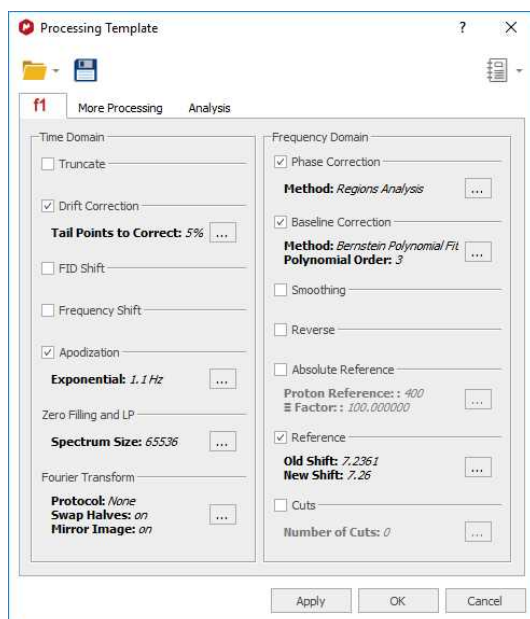 Processing Template
?
f1 More Processing Analysis
Time Domain
Truncate
Drift Correction
Tail Points to Correct: 5% ...
FID Shift
Frequency Shift
Apodization
Exponential: 1.1 Hz ...
Zero Filling and LP
Spectrum Size: 65536 ...
Fourier Transform
Protocol: None
Swap Halves: on ...
Mirror Image: on
Frequency Domain
Phase Correction
Method: Regions Analysis ...
Baseline Correction
Method: Bernstein Polynomial Fit
Polynomial Order: 3 ...
Smoothing
Reverse
Absolute Reference
Proton Reference: : 400
Ξ Factor: : 100.000000 ...
Reference
Old Shift: 7.2361
New Shift: 7.26 ...
Cuts
Number of Cuts: 0 ...
Apply OK Cancel